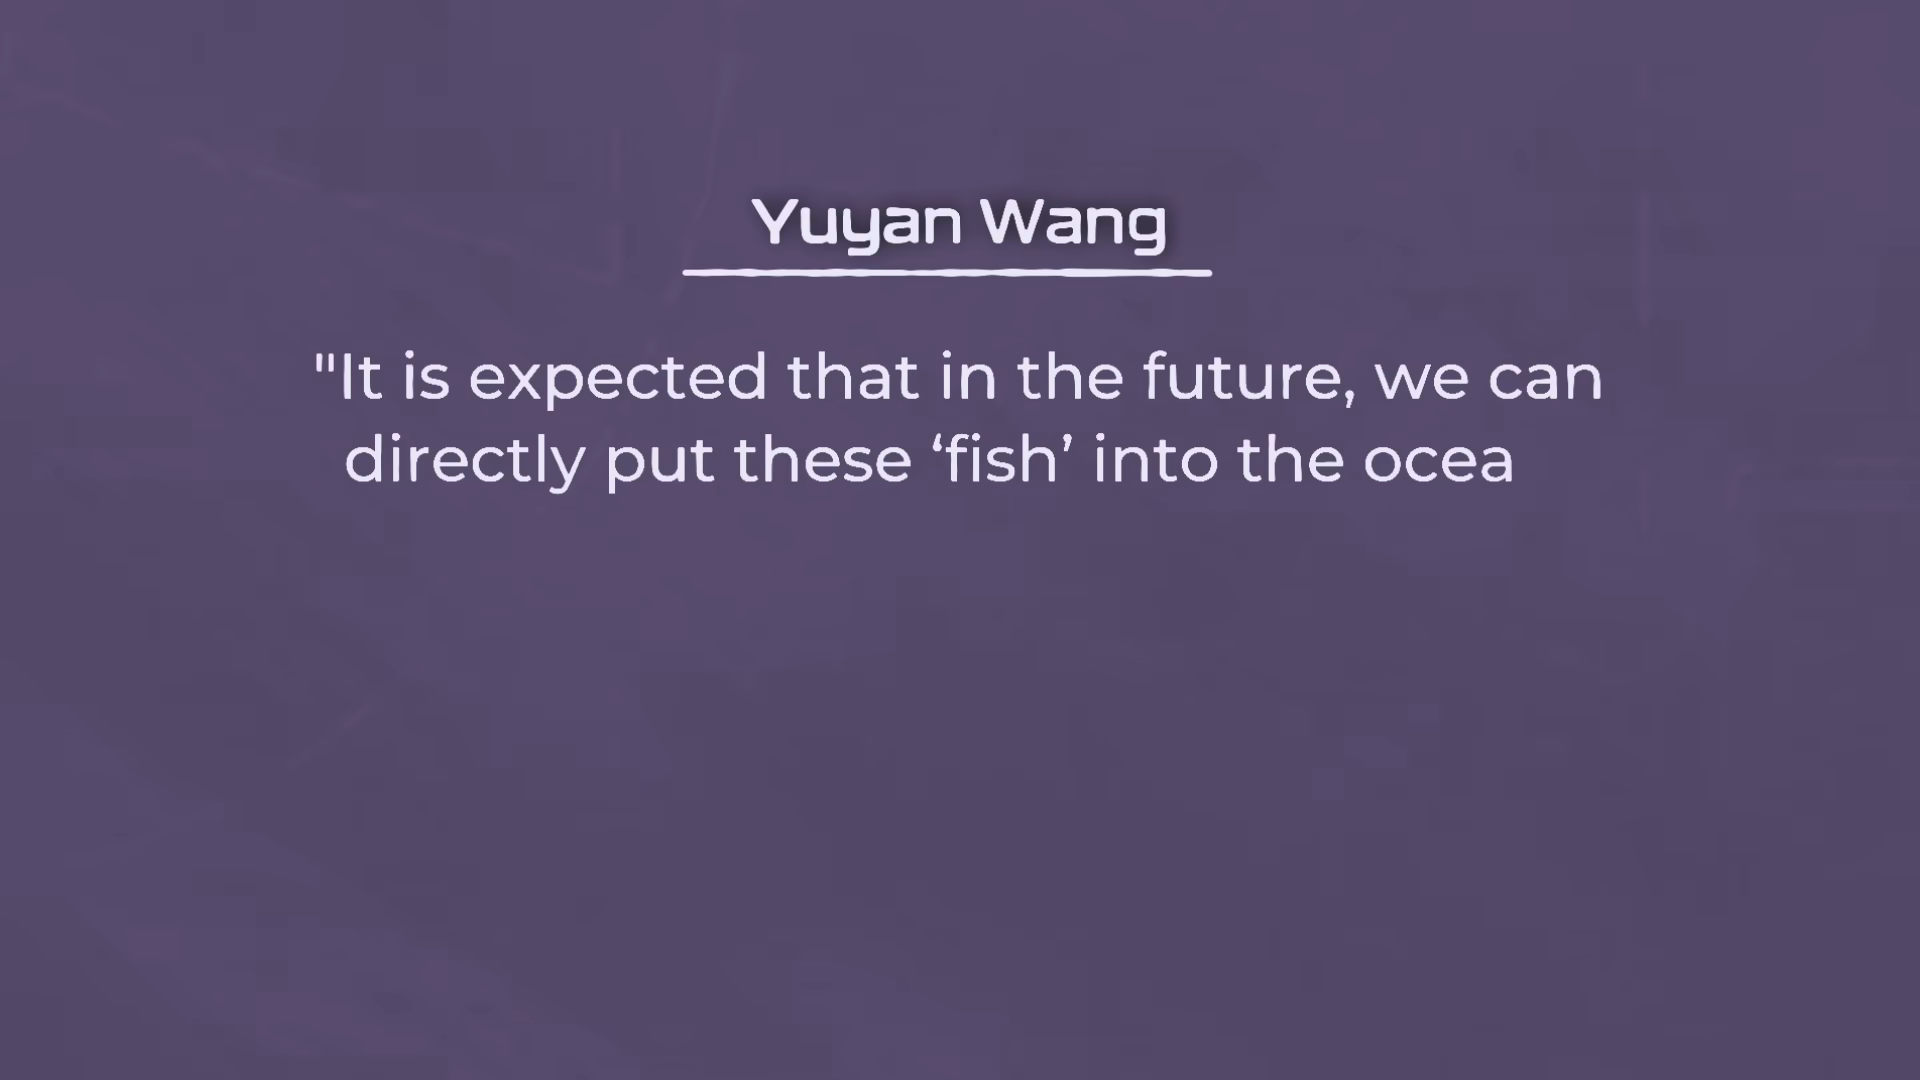 Yuyan Wang
"It is expected that in the future, we can
directly put these ‘fish’ into the ocea